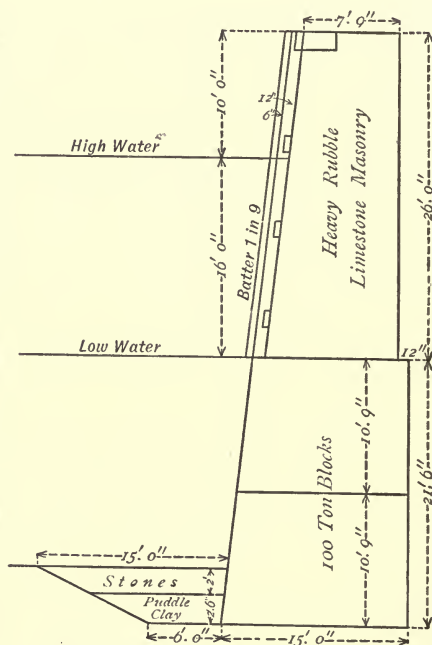 7' 9"
10' 0"
12"
6"
High Water
Heavy Rubble
Limestone Masonry
26' 0"
16' 0"
Batter 1 in 9
Low Water
12"
10' 9"
100 Ton Blocks
21' 6"
10' 9"
15' 0"
Stones
2'
Puddle
Clay
2' 6"
6' 0"
15' 0"